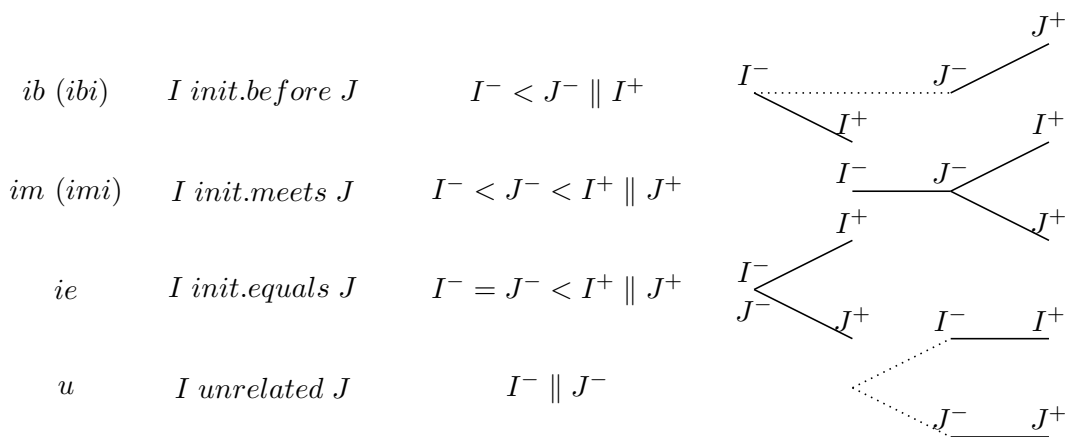 ib (ibi) I init.before J I⁻ < J⁻ ∥ I⁺ I⁻ I⁺ J⁻ J⁺
im (imi) I init.meets J I⁻ < J⁻ < I⁺ ∥ J⁺ I⁻ J⁻ I⁺ J⁺
ie I init.equals J I⁻ = J⁻ < I⁺ ∥ J⁺ I⁻ J⁻ I⁺ J⁺
u I unrelated J I⁻ ∥ J⁻ I⁻ I⁺ J⁻ J⁺